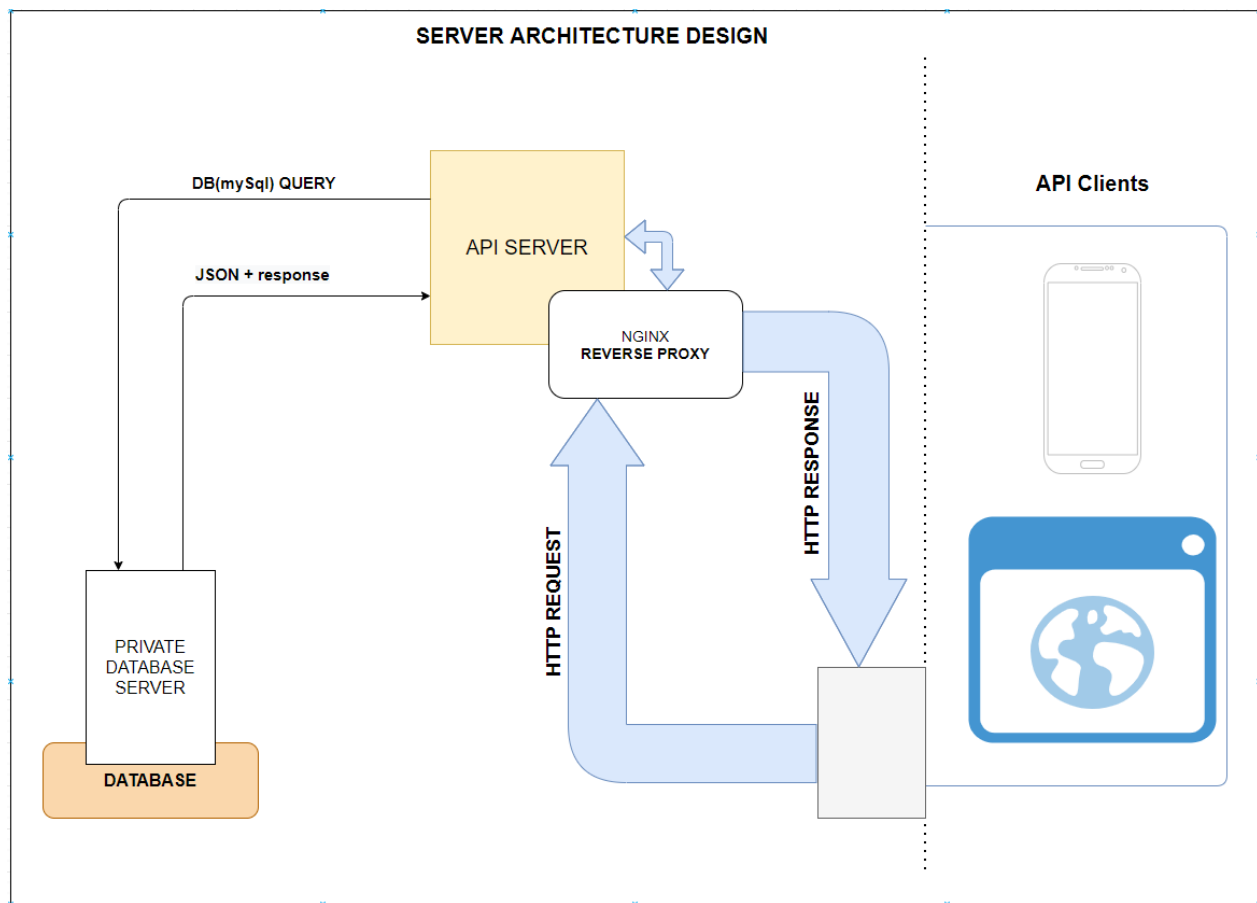 SERVER ARCHITECTURE DESIGN
DB(mySql) QUERY
API SERVER
JSON + response
NGINX
REVERSE PROXY
HTTP REQUEST
HTTP RESPONSE
API Clients
PRIVATE
DATABASE
SERVER
DATABASE